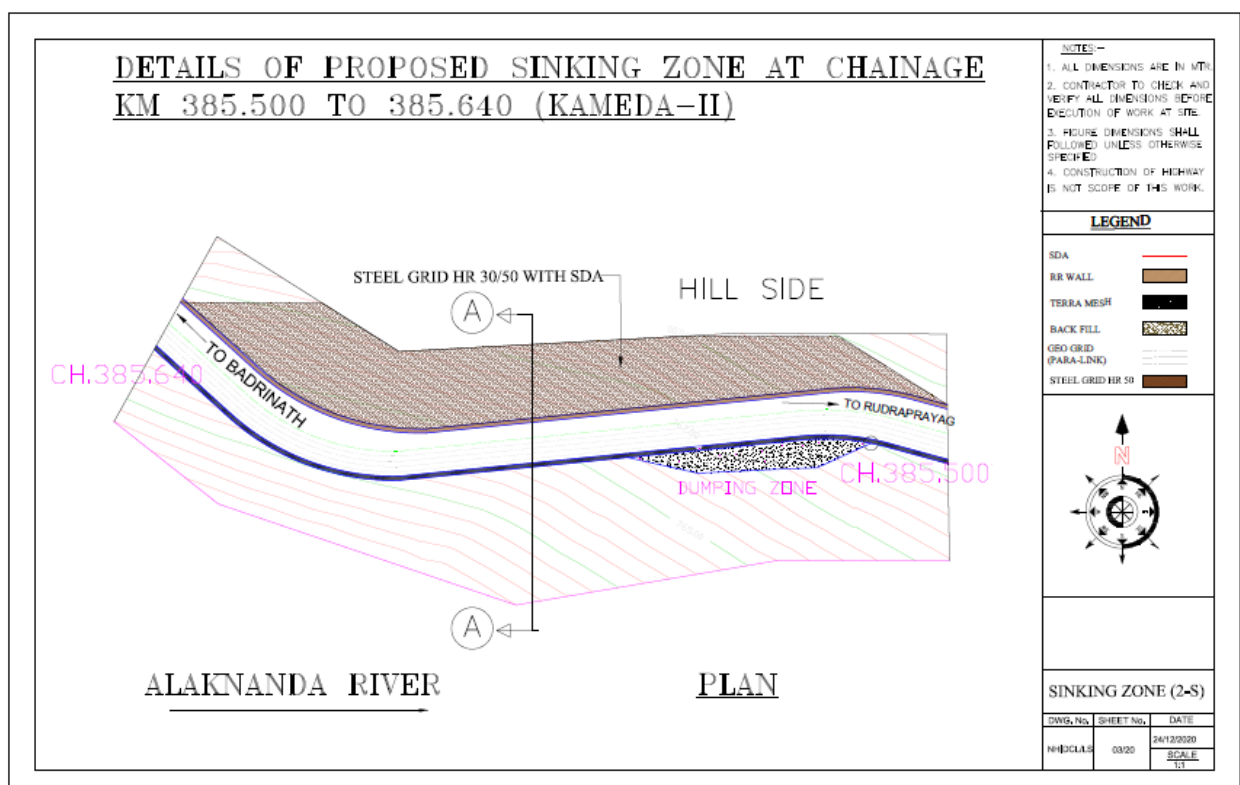 DETAILS OF PROPOSED SINKING ZONE AT CHAINAGE
KM 385.500 TO 385.640 (KAMEDA-II)
STEEL GRID HR 30/50 WITH SDA
HILL SIDE
A
CH.385.640
TO BADRINATH
TO RUDRAPRAYAG
DUMPING ZONE
CH.385.500
A
ALAKNANDA RIVER
PLAN
NOTES:-
1. ALL DIMENSIONS ARE IN MTR.
2. CONTRACTOR TO CHECK AND
VERIFY ALL DIMENSIONS BEFORE
EXECUTION OF WORK AT SITE.
3. FIGURE DIMENSIONS SHALL
FOLLOWED UNLESS OTHERWISE
SPECIFIED
4. CONSTRUCTION OF HIGHWAY
IS NOT SCOPE OF THIS WORK.
LEGEND
SDA
RR WALL
TERRA MESH
BACK FILL
GEO GRID
(PARA-LINK)
STEEL GRID HR 50
N
SINKING ZONE (2-S)
DWG. No. SHEET No. DATE
NHIDCL/LS 03/20 24/12/2020
SCALE
1:1